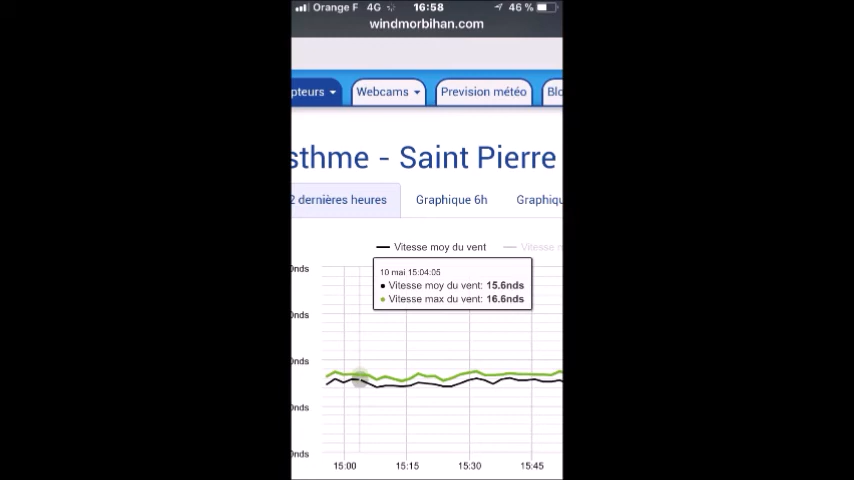 Orange F 4G 16:58 46 %
windmorbihan.com
pteurs Webcams Prevision météo Blo
sthme - Saint Pierre
2 dernières heures Graphique 6h Graphiqu
Vitesse moy du vent Vitesse m
10 mai 15:04:05
Vitesse moy du vent: 15.6nds
Vitesse max du vent: 16.6nds
0nds
0nds
0nds
0nds
0nds
15:00 15:15 15:30 15:45